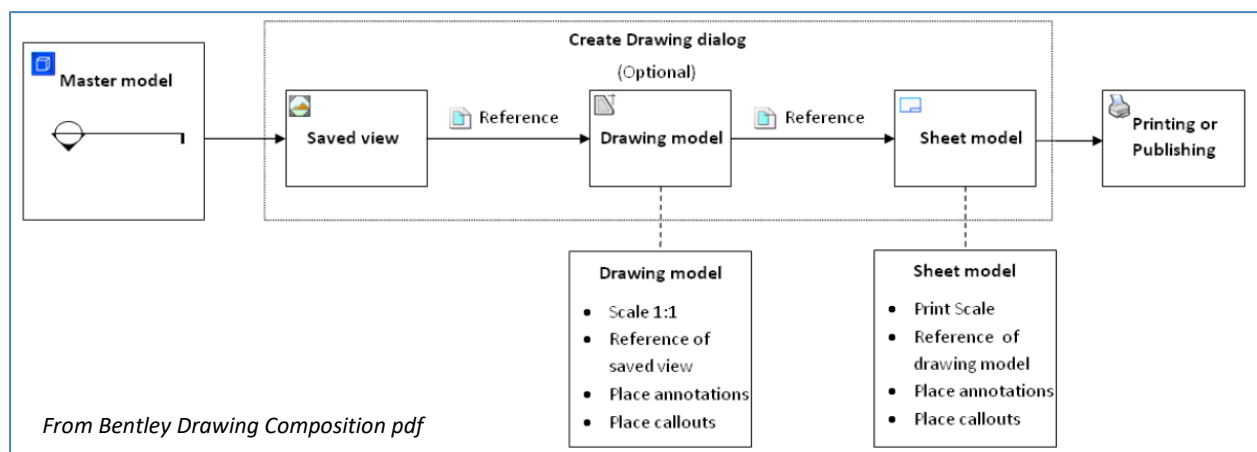 Create Drawing dialog
(Optional)
Master model
Saved view
Reference
Drawing model
Reference
Sheet model
Printing or
Publishing
Drawing model
• Scale 1:1
• Reference of
saved view
• Place annotations
• Place callouts
Sheet model
• Print Scale
• Reference of
drawing model
• Place annotations
• Place callouts
From Bentley Drawing Composition pdf